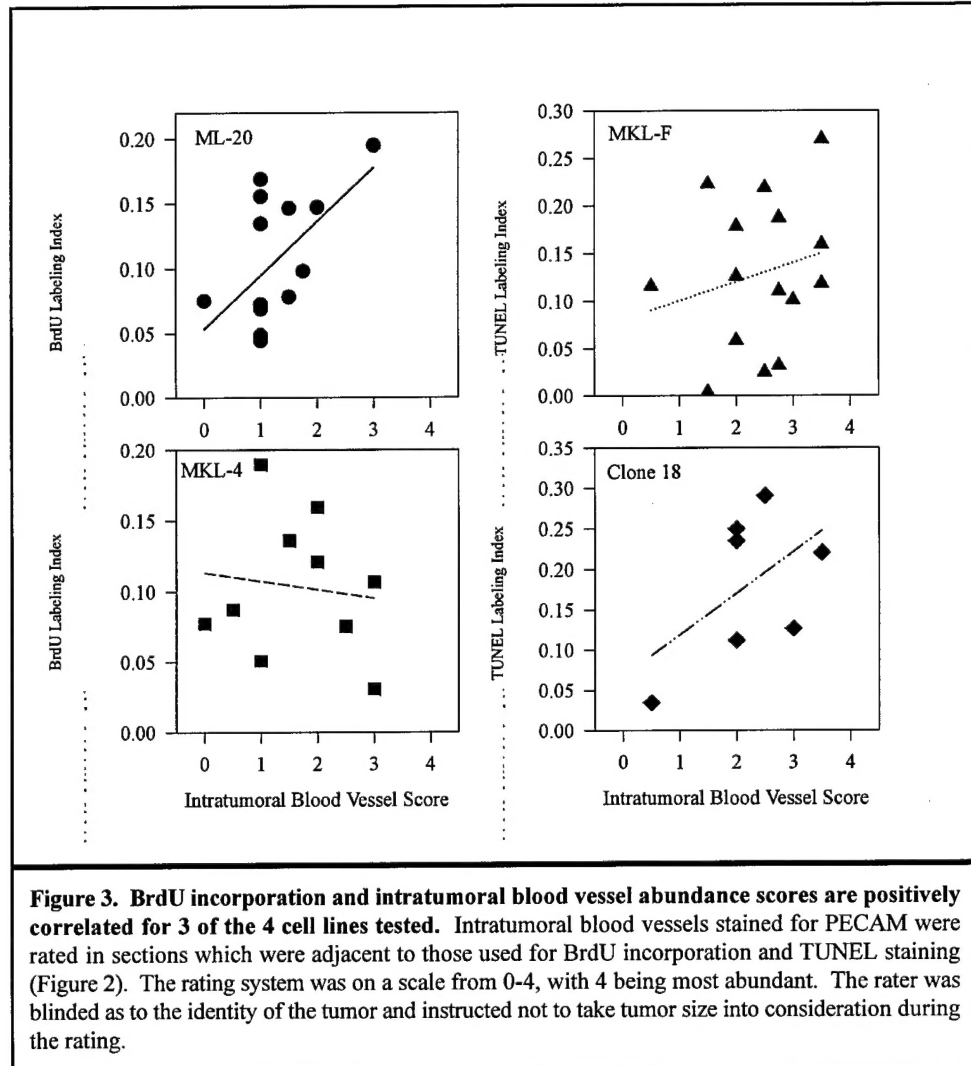 ML-20
BrdU Labeling Index
0.20
0.15
0.10
0.05
0.00
0 1 2 3 4
MKL-F
TUNEL Labeling Index
0.30
0.25
0.20
0.15
0.10
0.05
0.00
0 1 2 3 4
MKL-4
BrdU Labeling Index
0.20
0.15
0.10
0.05
0.00
0 1 2 3 4
Intratumoral Blood Vessel Score
Clone 18
TUNEL Labeling Index
0.30
0.25
0.20
0.15
0.10
0.05
0.00
0 1 2 3 4
Intratumoral Blood Vessel Score
Figure 3. BrdU incorporation and intratumoral blood vessel abundance scores are positively
correlated for 3 of the 4 cell lines tested. Intratumoral blood vessels stained for PECAM were
rated in sections which were adjacent to those used for BrdU incorporation and TUNEL staining
(Figure 2). The rating system was on a scale from 0-4, with 4 being most abundant. The rater was
blinded as to the identity of the tumor and instructed not to take tumor size into consideration during
the rating.